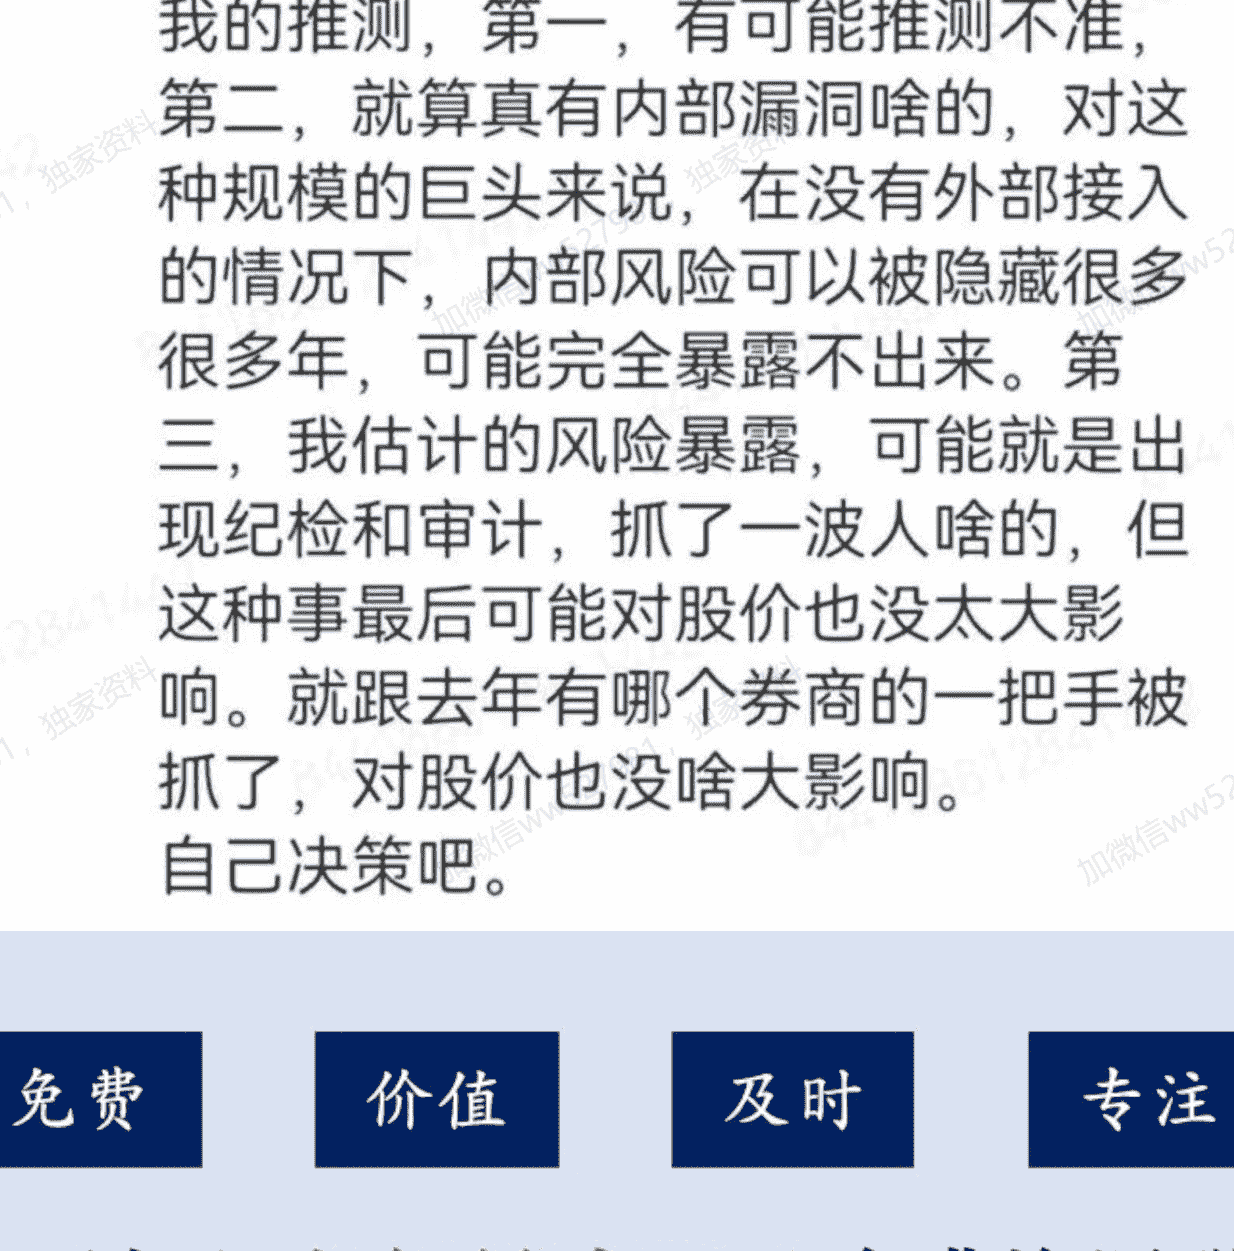 我的推测，第一，有可能推测不准，
第二，就算真有内部漏洞啥的，对这
种规模的巨头来说，在没有外部接入
的情况下，内部风险可以被隐藏很多
很多年，可能完全暴露不出来。第
三，我估计的风险暴露，可能就是出
现纪检和审计，抓了一波人啥的，但
这种事最后可能对股价也没太大影
响。就跟去年有哪个券商的一把手被
抓了，对股价也没啥大影响。
自己决策吧。
免费
价值
及时
专注